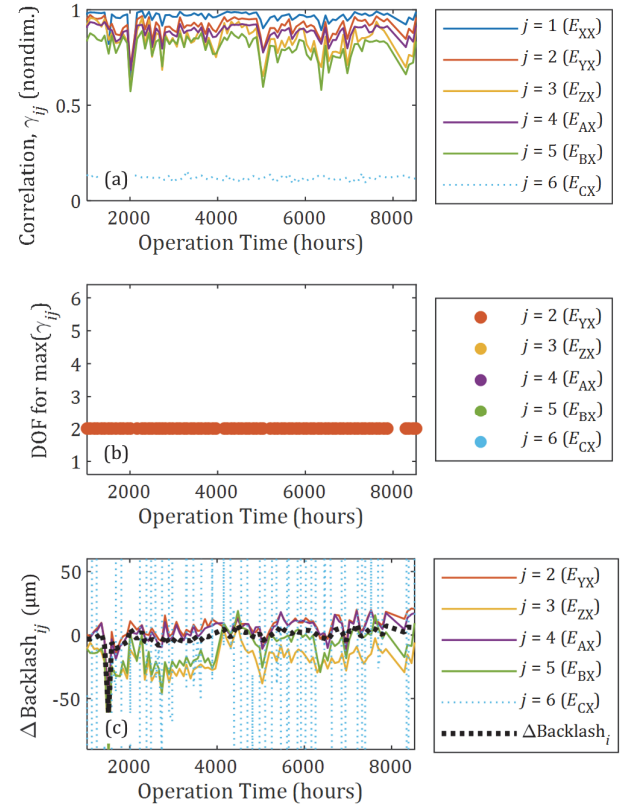 1
0.5
0
Correlation, γij (nondim.)
(a)
2000 4000 6000 8000
Operation Time (hours)
j = 1 (EXX)
j = 2 (EYX)
j = 3 (EZX)
j = 4 (EAX)
j = 5 (EBX)
j = 6 (ECX)
6
5
4
3
2
1
DOF for max(γij)
(b)
2000 4000 6000 8000
Operation Time (hours)
j = 2 (EYX)
j = 3 (EZX)
j = 4 (EAX)
j = 5 (EBX)
j = 6 (ECX)
50
0
-50
ΔBacklashij (μm)
(c)
2000 4000 6000 8000
Operation Time (hours)
j = 2 (EYX)
j = 3 (EZX)
j = 4 (EAX)
j = 5 (EBX)
j = 6 (ECX)
ΔBacklashi